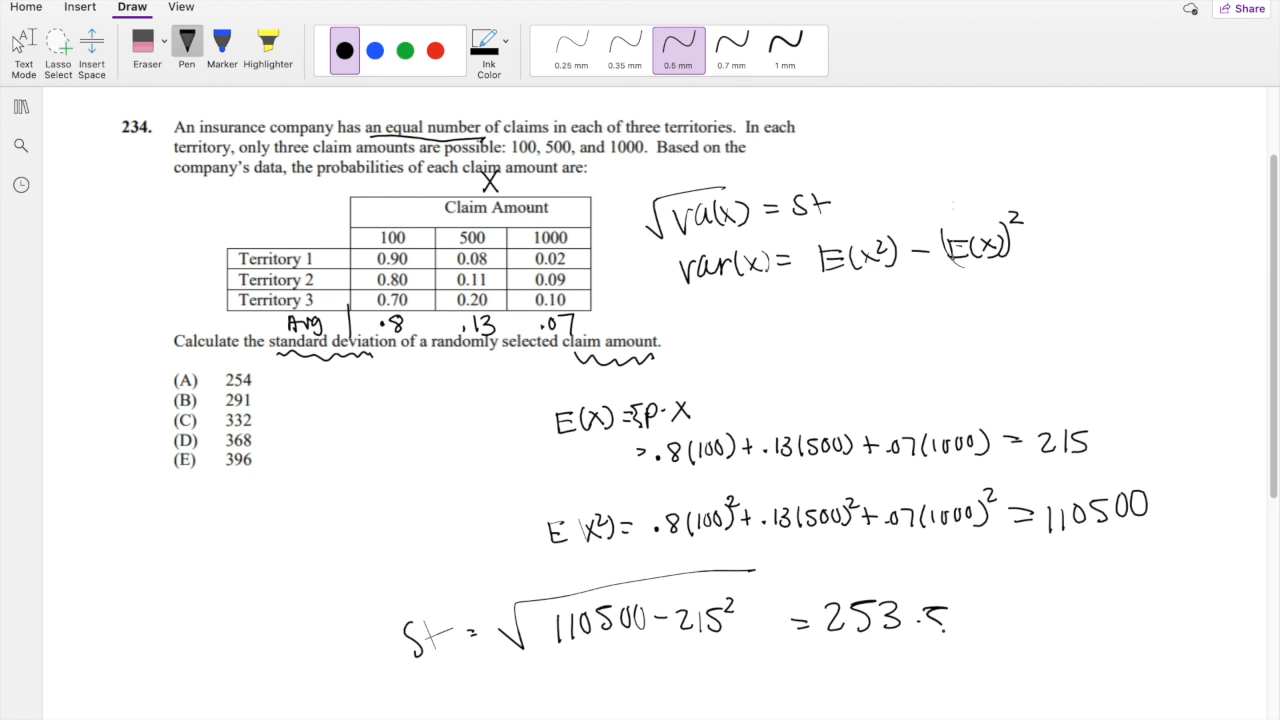 Home Insert Draw View Share
Text Mode Lasso Select Insert Space Eraser Pen Marker Highlighter Ink Color 0.25 mm 0.35 mm 0.5 mm 0.7 mm 1 mm
234. An insurance company has an equal number of claims in each of three territories. In each
territory, only three claim amounts are possible: 100, 500, and 1000. Based on the
company's data, the probabilities of each claim amount are:
X
Claim Amount
100 500 1000
Territory 1 0.90 0.08 0.02
Territory 2 0.80 0.11 0.09
Territory 3 0.70 0.20 0.10
Avg .8 .13 .07
√va(x) = St
var(x) = E(x²) - (E(x))²
Calculate the standard deviation of a randomly selected claim amount.
(A) 254
(B) 291
(C) 332
(D) 368
(E) 396
E(X) = Σp·X
= .8(100) + .13(500) + .07(1000) = 215
E(x²) = .8(100)² + .13(500)² + .07(1000)² = 110500
St = √110500 - 215² = 253.5